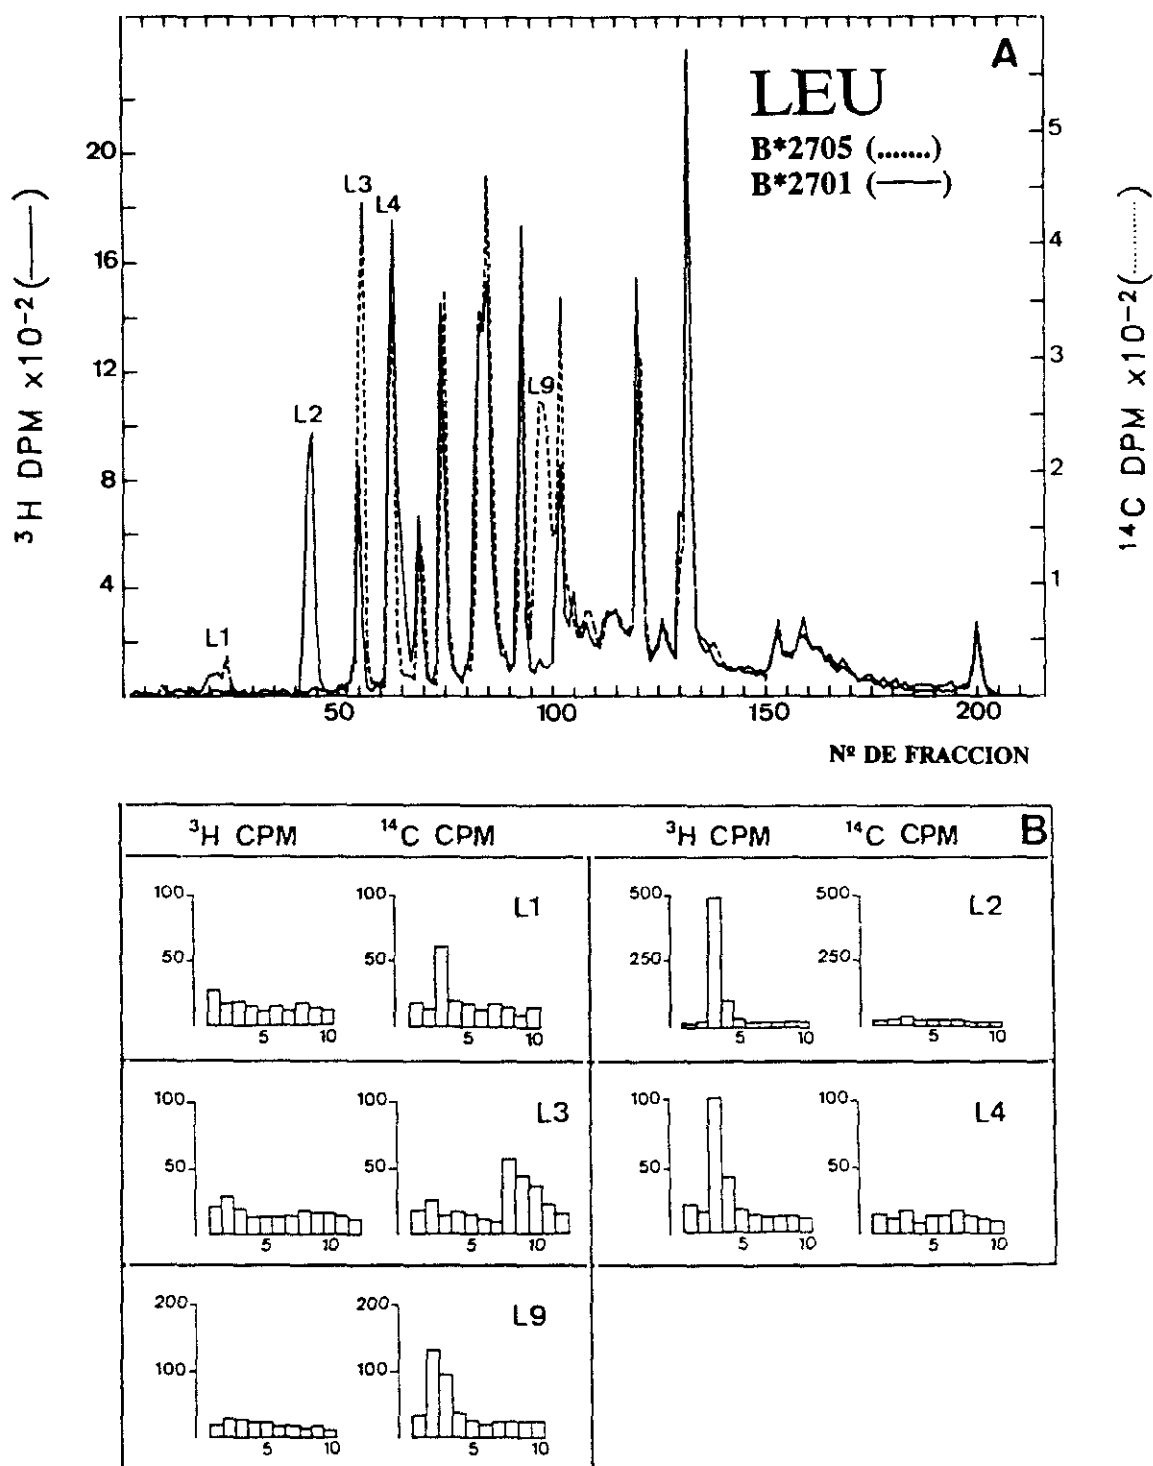 A
LEU
B*2705 (.......)
B*2701 (———)
³H DPM x10⁻² (——)
¹⁴C DPM x10⁻² (........)
20
16
12
8
4
5
4
3
2
1
L1
L2
L3
L4
L9
50
100
150
200
Nº DE FRACCION
B
³H CPM
¹⁴C CPM
³H CPM
¹⁴C CPM
100
50
5
10
100
50
5
10
L1
500
250
5
10
500
250
5
10
L2
100
50
5
10
100
50
5
10
L3
100
50
5
10
100
50
5
10
L4
200
100
5
10
200
100
5
10
L9